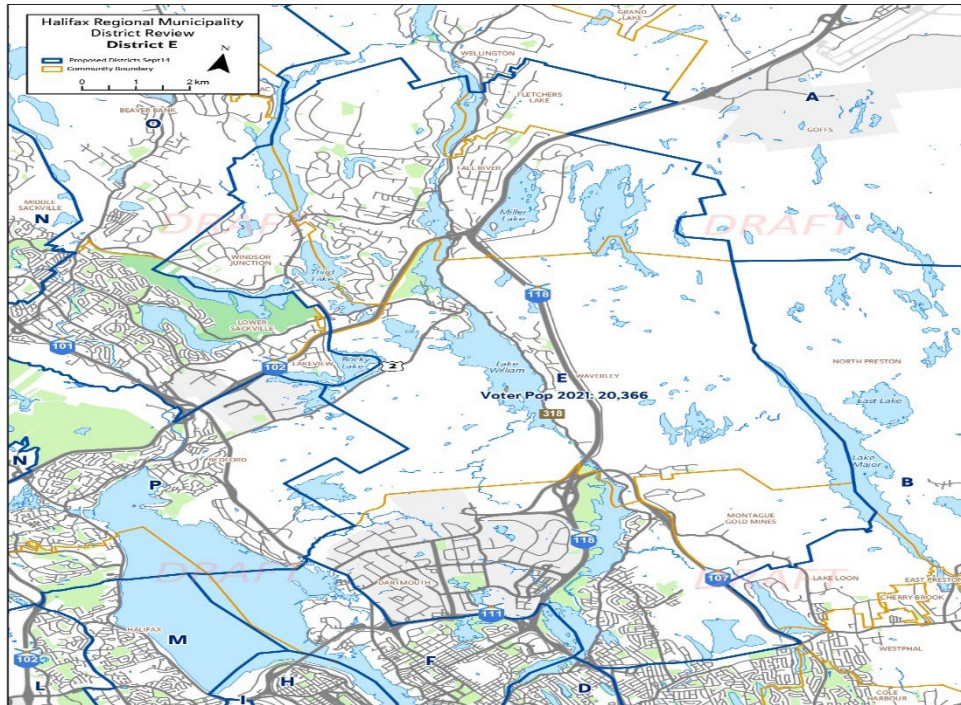 Halifax Regional Municipality
District Review
District E
N
Proposed Districts Sept14
Community Boundary
0 1 2 km
GRAND
LAKE
WELLINGTON
FLETCHERS
LAKE
BEAVER BANK
O
A
GOFFS
FALL RIVER
Miller
Lake
MIDDLE
SACKVILLE
N
DRAFT
DRAFT
WINDSOR
JUNCTION
Third
Lake
118
LOWER
SACKVILLE
101
102
LAKEVIEW
Rocky
Lake
2
Lake
William
E
WAVERLEY
Voter Pop 2021: 20,366
318
NORTH PRESTON
East Lake
Lake
Major
N
BEDFORD
P
B
MONTAGUE
GOLD MINES
118
DRAFT
DRAFT
DARTMOUTH
107
LAKE LOON
EAST PRESTON
CHERRY BROOK
111
HALIFAX
M
WESTPHAL
102
L
F
H
I
D
COLE
HARBOUR